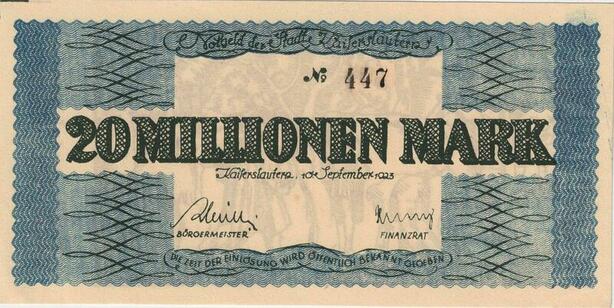 Notgeld der Stadt Kaiserslautern
№ 447
20 MILLIONEN MARK
Kaiserslautern, 10. September 1923
BÜRGERMEISTER
FINANZRAT
DIE ZEIT DER EINLÖSUNG WIRD ÖFFENTLICH BEKANNT GEGEBEN